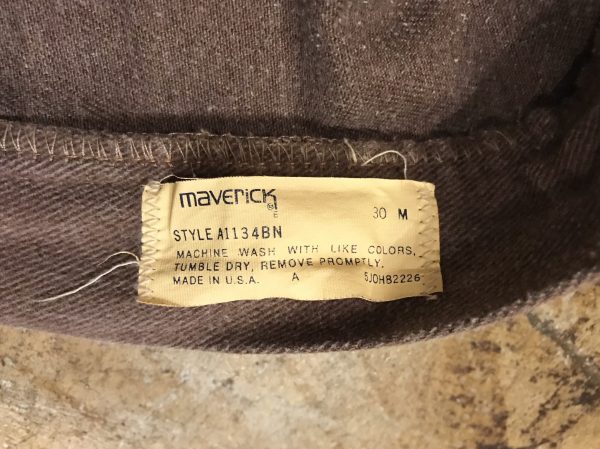 maverick ® 30 M
E
STYLE A1134BN
MACHINE WASH WITH LIKE COLORS,
TUMBLE DRY, REMOVE PROMPTLY.
MADE IN U.S.A. A 5JOH82226